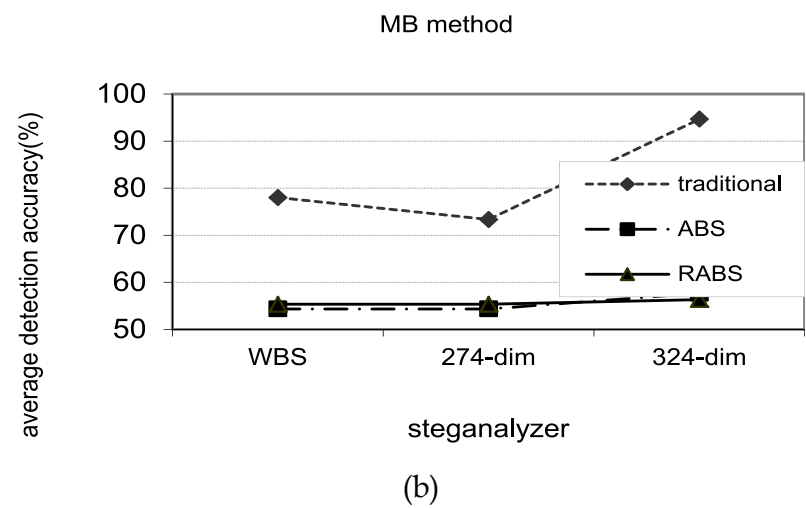 MB method
average detection accuracy(%)
100
90
80
70
60
50
traditional
ABS
RABS
WBS 274-dim 324-dim
steganalyzer
(b)